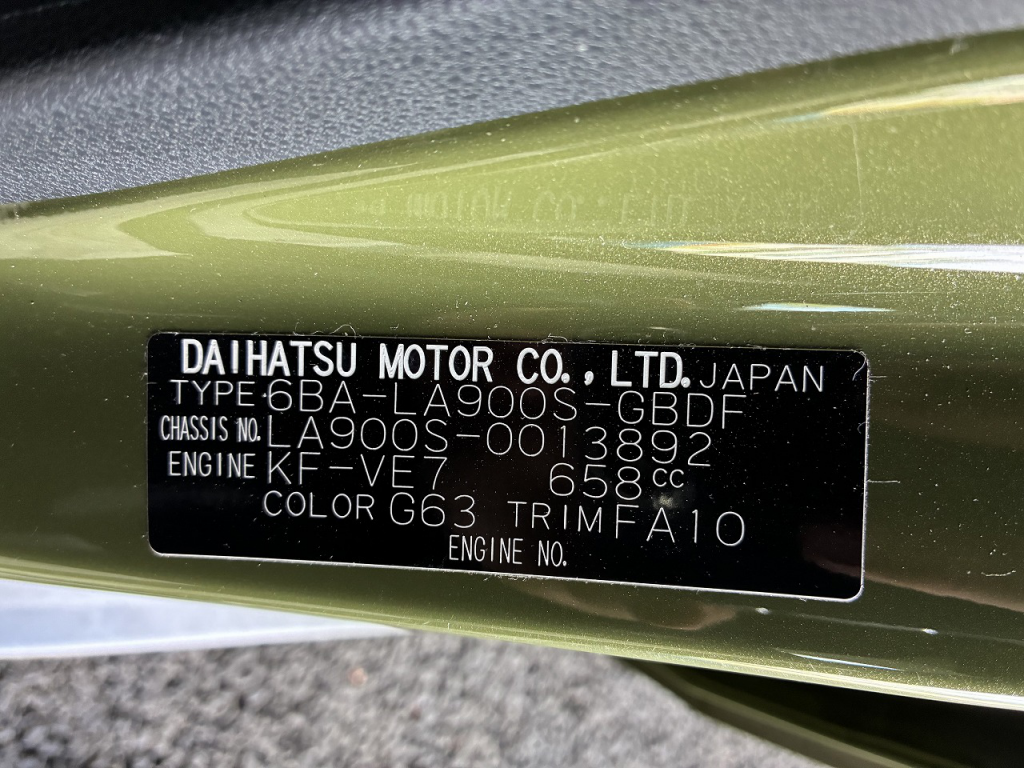 DAIHATSU MOTOR CO., LTD. JAPAN
TYPE 6BA-LA900S-GBDF
CHASSIS NO. LA900S-0013892
ENGINE KF-VE7 658cc
COLOR G63 TRIM FA10
ENGINE NO.